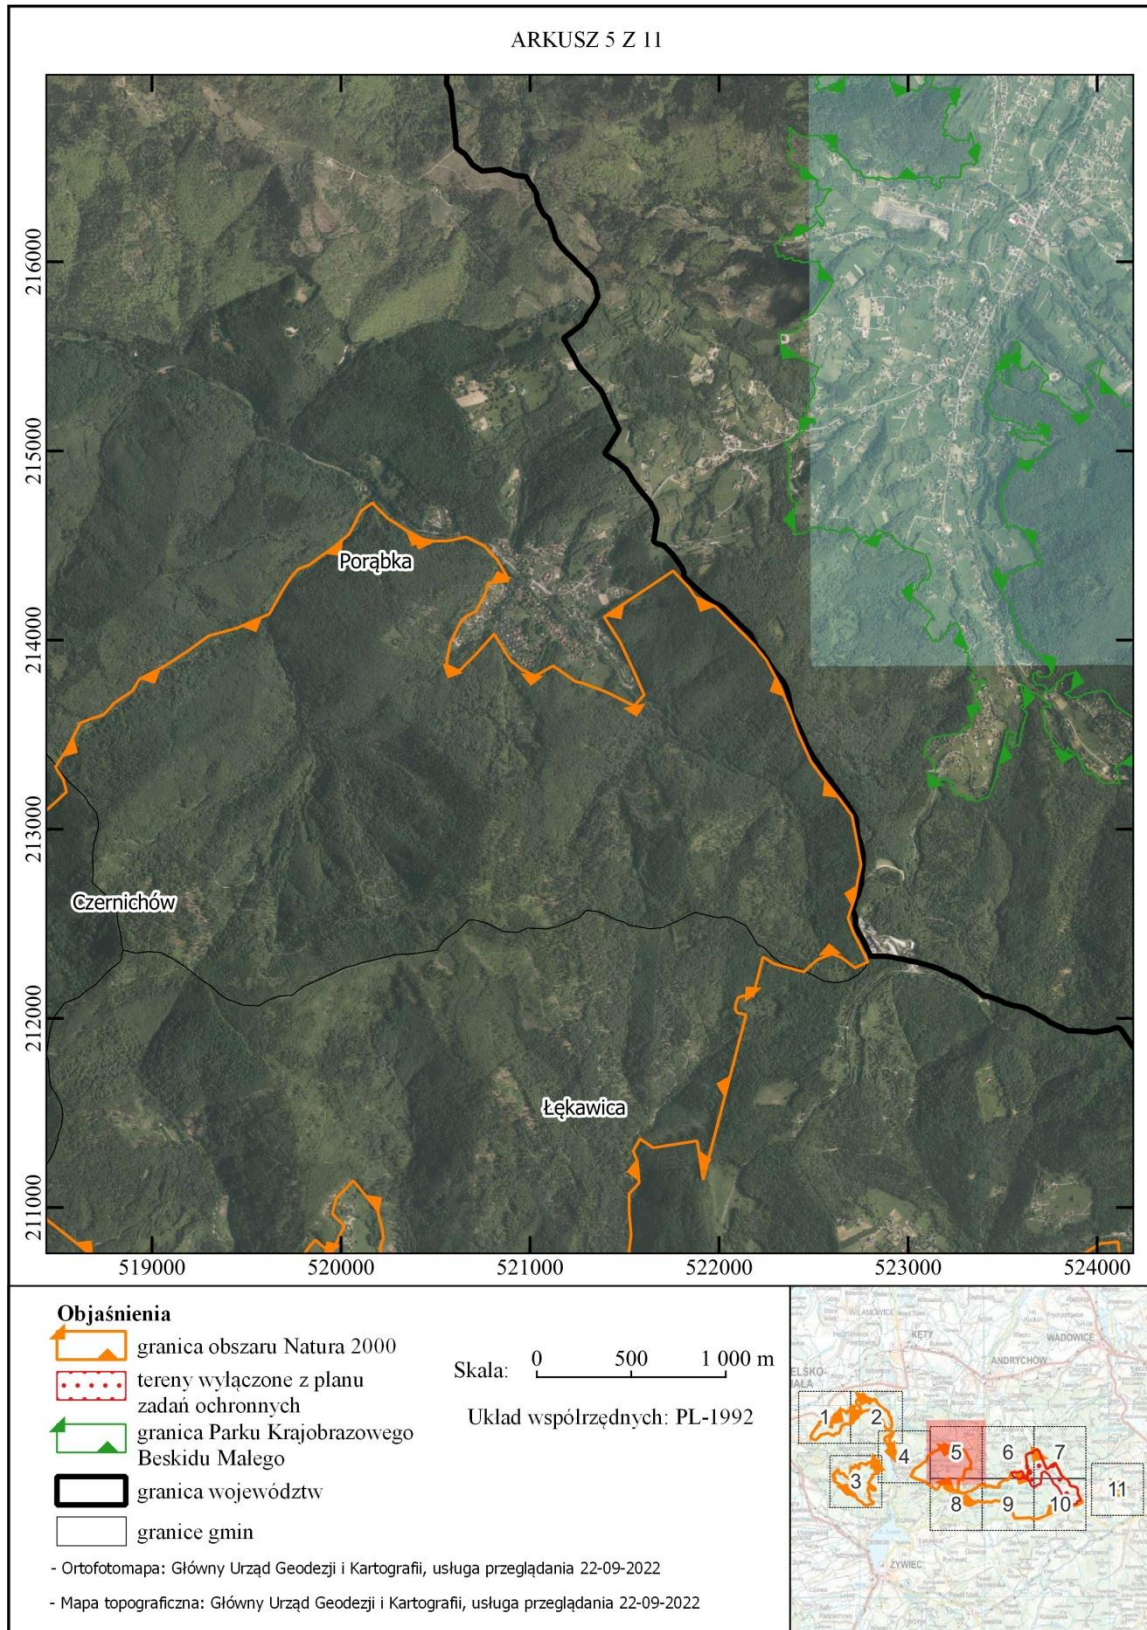 ARKUSZ 5 Z 11
216000
215000
214000
213000
212000
211000
Porąbka
Czernichów
Łękawica
519000 520000 521000 522000 523000 524000
Objaśnienia
granica obszaru Natura 2000
tereny wyłączone z planu
zadań ochronnych
granica Parku Krajobrazowego
Beskidu Małego
granica województw
granice gmin
Skala: 0 500 1 000 m
Układ współrzędnych: PL-1992
- Ortofotomapa: Główny Urząd Geodezji i Kartografii, usługa przeglądania 22-09-2022
- Mapa topograficzna: Główny Urząd Geodezji i Kartografii, usługa przeglądania 22-09-2022
WILAMOWICE
KĘTY
WADOWICE
ANDRYCHÓW
1 2
3
4
5 6 7
8 9 10
11
ŻYWIEC